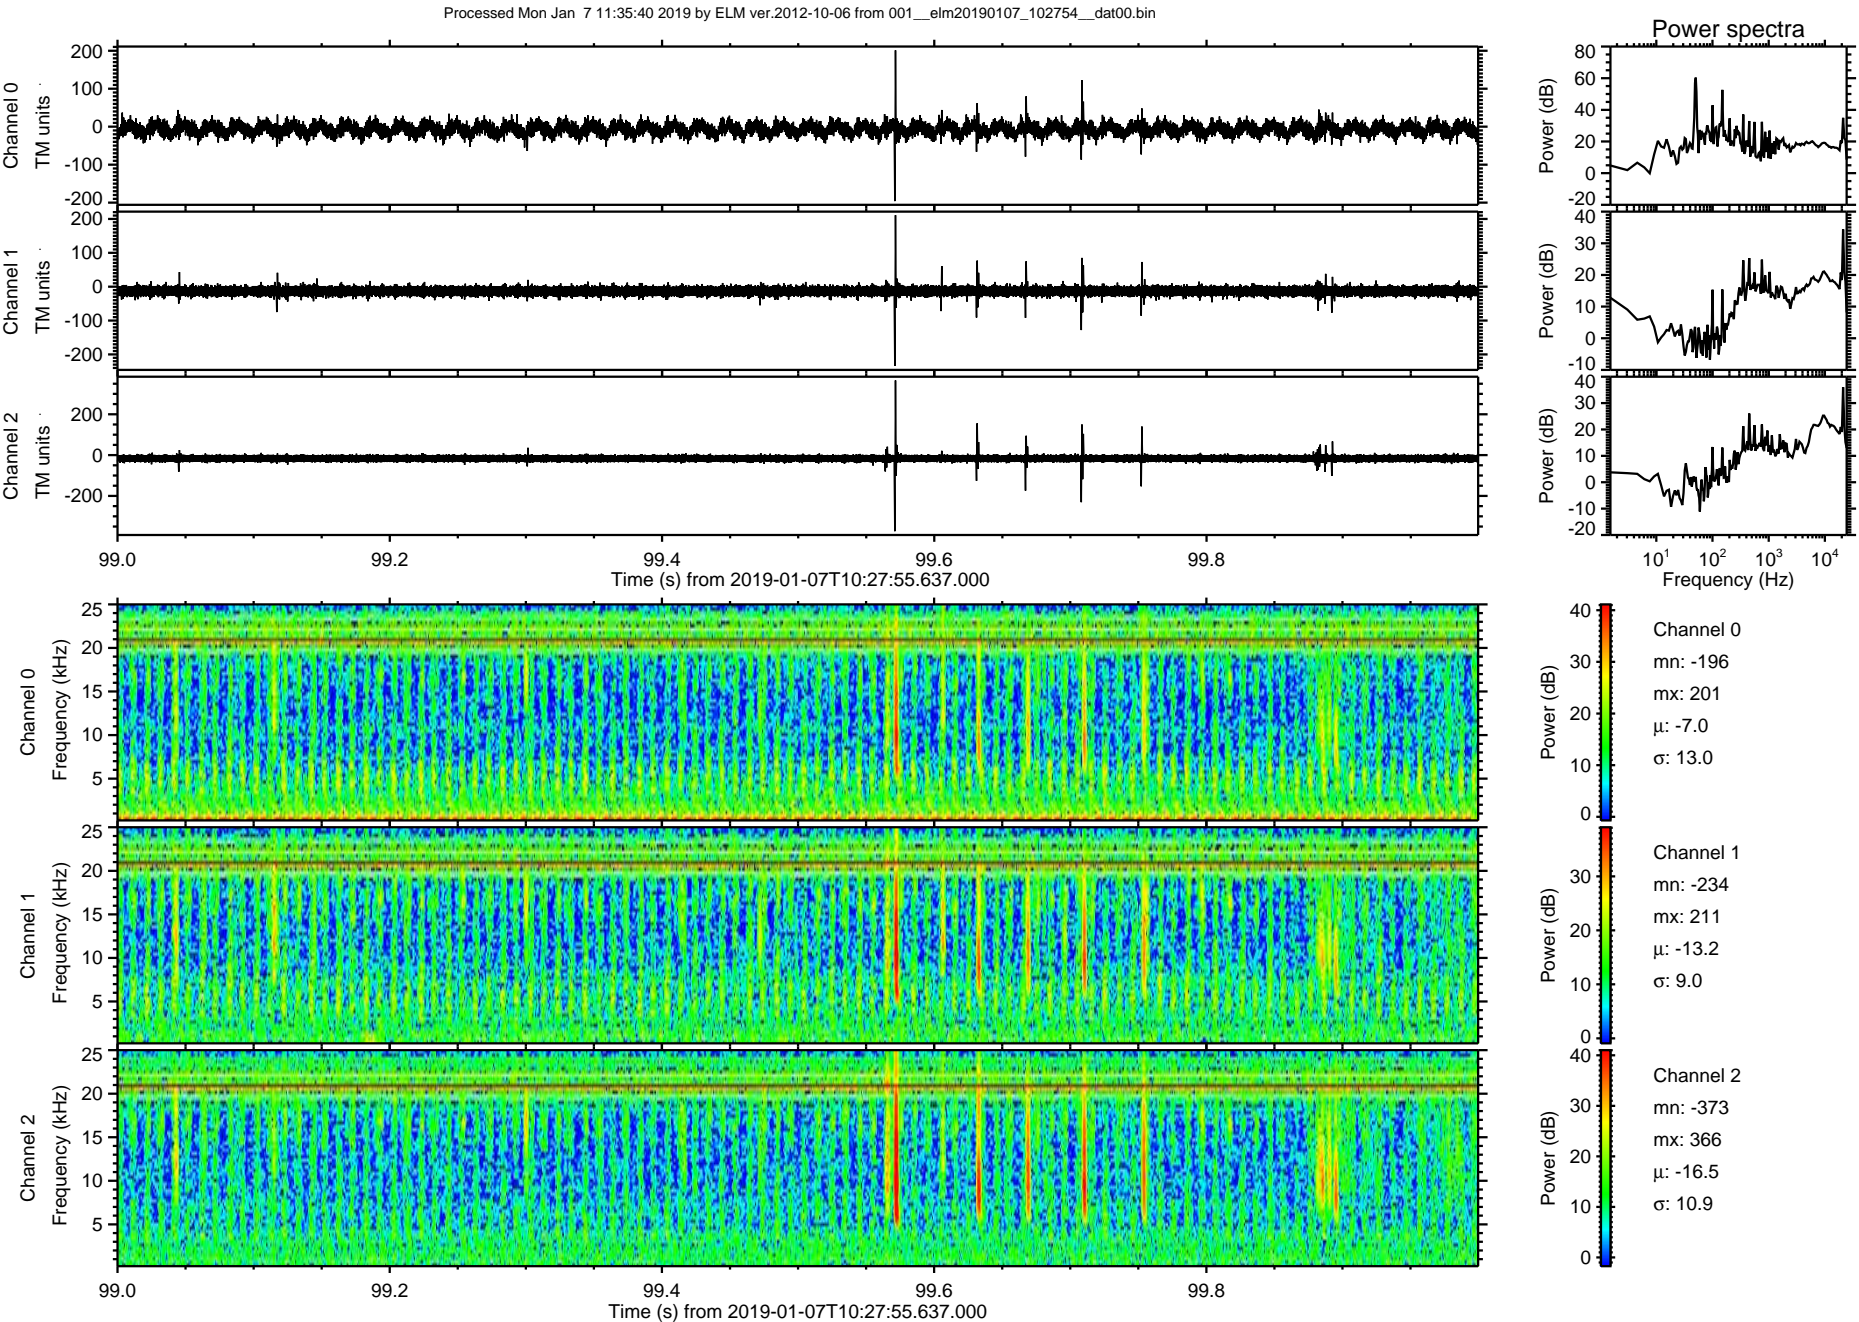 Processed Mon Jan  7 11:35:40 2019 by ELM ver.2012-10-06 from 001__elm20190107_102754__dat00.bin
Power spectra
Channel 0
TM units
200
100
0
-100
-200
Power (dB)
80
60
40
20
0
-20
Channel 1
TM units
200
100
0
-100
-200
Power (dB)
40
30
20
10
0
-10
Channel 2
TM units
200
0
-200
Power (dB)
40
30
20
10
0
-10
-20
99.0 99.2 99.4 99.6 99.8
Time (s) from 2019-01-07T10:27:55.637.000
10¹ 10² 10³ 10⁴
Frequency (Hz)
Channel 0
Frequency (kHz)
25
20
15
10
5
Power (dB)
40
30
20
10
0
Channel 0
mn: -196
mx: 201
μ: -7.0
σ: 13.0
Channel 1
Frequency (kHz)
25
20
15
10
5
Power (dB)
30
20
10
0
Channel 1
mn: -234
mx: 211
μ: -13.2
σ: 9.0
Channel 2
Frequency (kHz)
25
20
15
10
5
Power (dB)
40
30
20
10
0
Channel 2
mn: -373
mx: 366
μ: -16.5
σ: 10.9
99.0 99.2 99.4 99.6 99.8
Time (s) from 2019-01-07T10:27:55.637.000